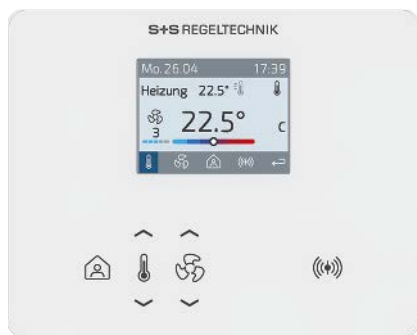 S+S REGELTECHNIK
Mo.26.04 17:39
Heizung 22.5°
22.5°
3 C